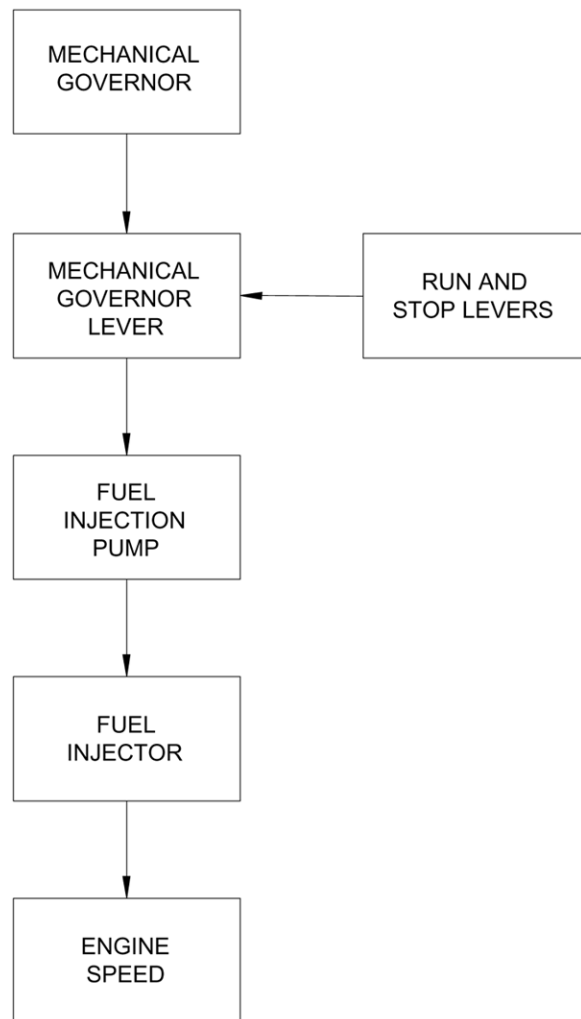 MECHANICAL
GOVERNOR
MECHANICAL
GOVERNOR
LEVER
RUN AND
STOP LEVERS
FUEL
INJECTION
PUMP
FUEL
INJECTOR
ENGINE
SPEED